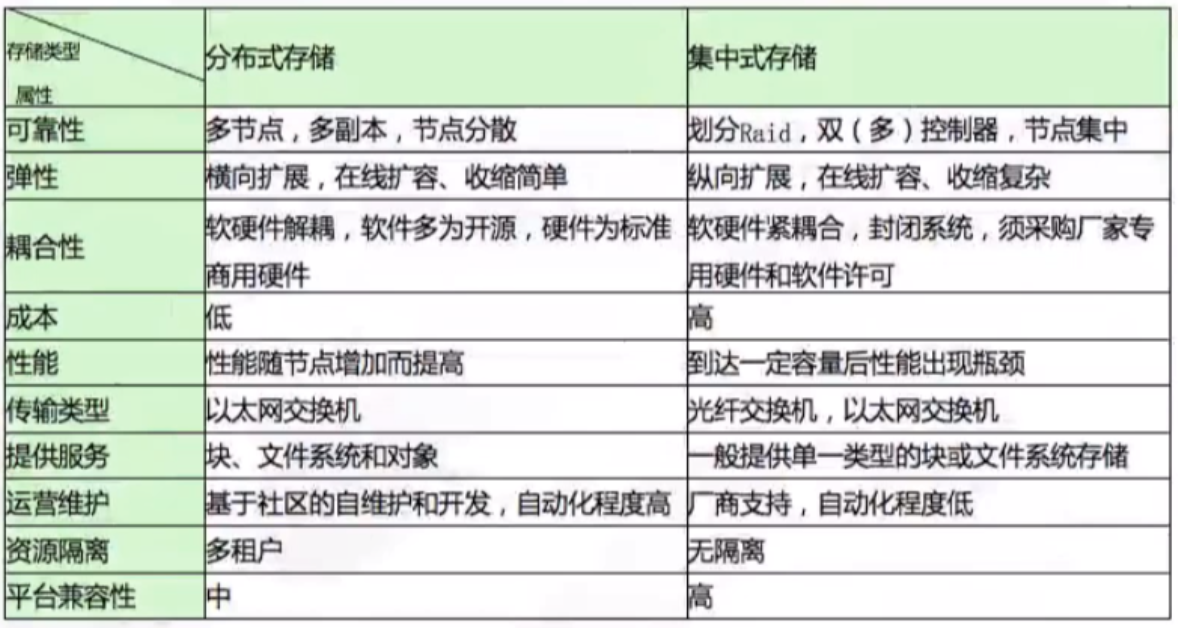 存储类型
属性
分布式存储
集中式存储
可靠性
多节点，多副本，节点分散
划分Raid，双（多）控制器，节点集中
弹性
横向扩展，在线扩容、收缩简单
纵向扩展，在线扩容、收缩复杂
耦合性
软硬件解耦，软件多为开源，硬件为标准
商用硬件
软硬件紧耦合，封闭系统，须采购厂家专
用硬件和软件许可
成本
低
高
性能
性能随节点增加而提高
到达一定容量后性能出现瓶颈
传输类型
以太网交换机
光纤交换机，以太网交换机
提供服务
块、文件系统和对象
一般提供单一类型的块或文件系统存储
运营维护
基于社区的自维护和开发，自动化程度高
厂商支持，自动化程度低
资源隔离
多租户
无隔离
平台兼容性
中
高